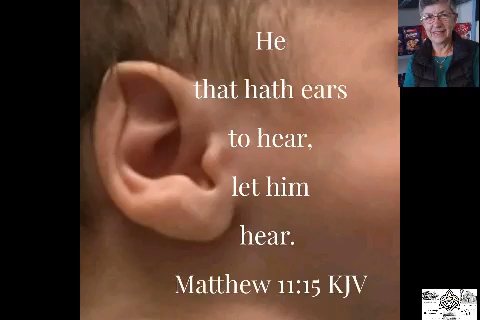 He
that hath ears
to hear,
let him
hear.
Matthew 11:15 KJV